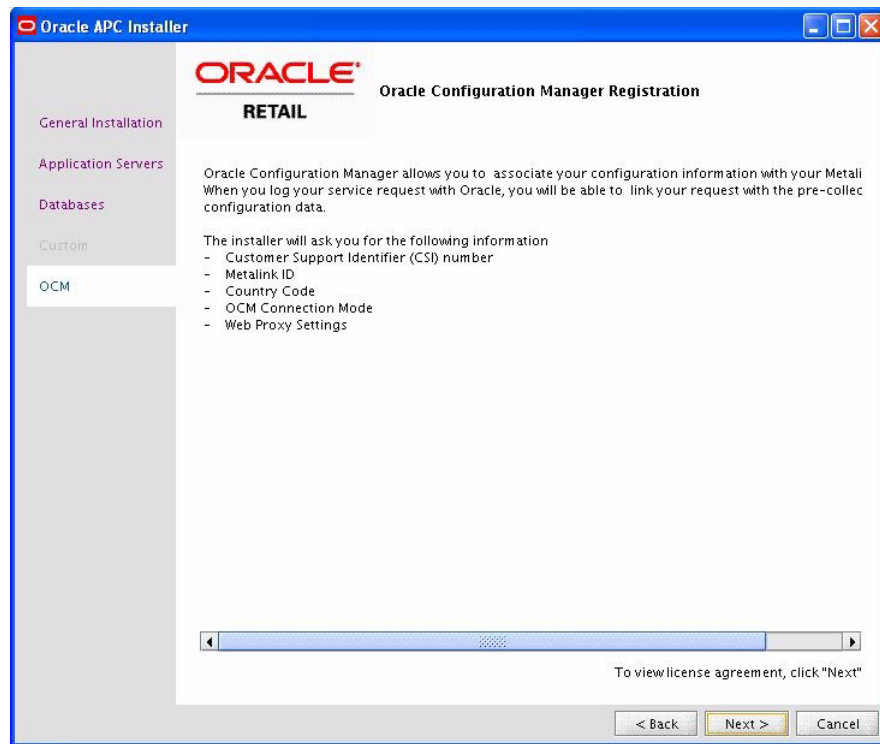 Oracle APC Installer
ORACLE®
RETAIL
Oracle Configuration Manager Registration
General Installation
Application Servers
Databases
Custom
OCM
Oracle Configuration Manager allows you to associate your configuration information with your Metali
When you log your service request with Oracle, you will be able to link your request with the pre-collec
configuration data.
The installer will ask you for the following information
- Customer Support Identifier (CSI) number
- Metalink ID
- Country Code
- OCM Connection Mode
- Web Proxy Settings
To view license agreement, click "Next"
< Back
Next >
Cancel